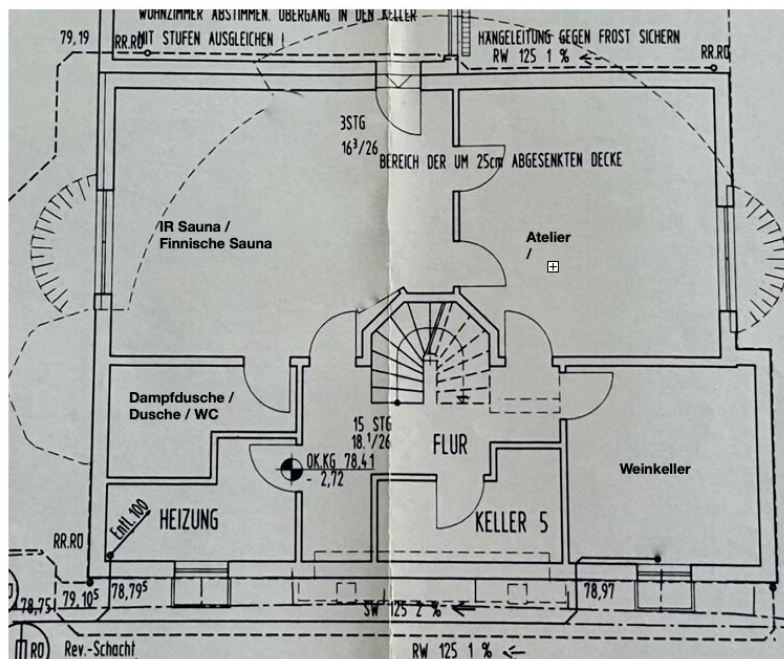 WOHNZIMMER ABSTIMMEN. ÜBERGANG IN DEN KELLER
MIT STUFEN AUSGLEICHEN !
79,19
RR.RO
HÄNGELEITUNG GEGEN FROST SICHERN
RW 125 1 %
RR.RO
3STG
16³/26
BEREICH DER UM 25cm ABGESENKTEN DECKE
IR Sauna /
Finnische Sauna
Atelier
/
Dampfdusche /
Dusche / WC
15 STG
18.¹/26
FLUR
OK.KG 78,41
- 2,72
Weinkeller
HEIZUNG
KELLER 5
Entl.100
RR.RO
78,75
79,10⁵
78,79⁵
78,97
SW 125 2 %
RO
Rev.-Schacht
RW 125 1 %